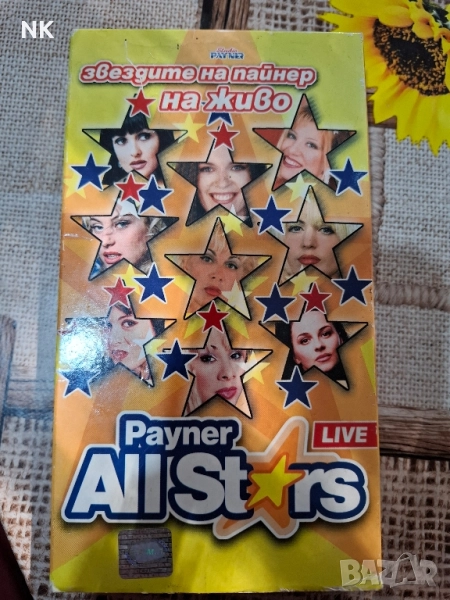 NK
PAYNER
звездите на пайнер
на живо
Payner
LIVE
All Stars
BAZAR